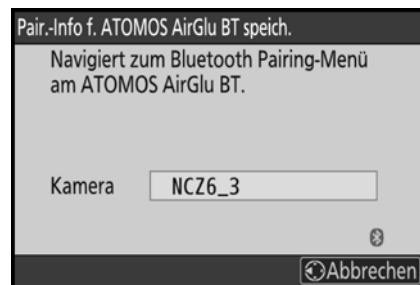 Pair.-Info f. ATOMOS AirGlu BT speich.
Navigiert zum Bluetooth Pairing-Menü
am ATOMOS AirGlu BT.
Kamera NCZ6_3
Abbrechen